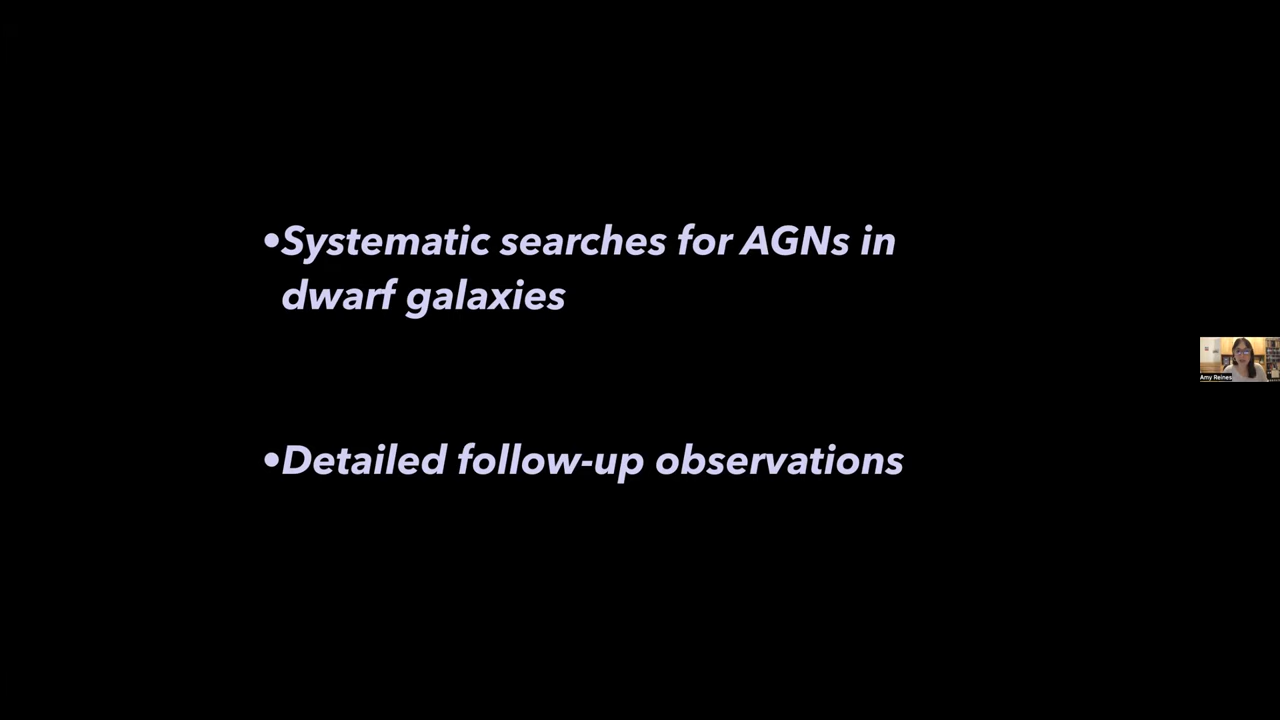 •Systematic searches for AGNs in
dwarf galaxies
•Detailed follow-up observations
Amy Reines